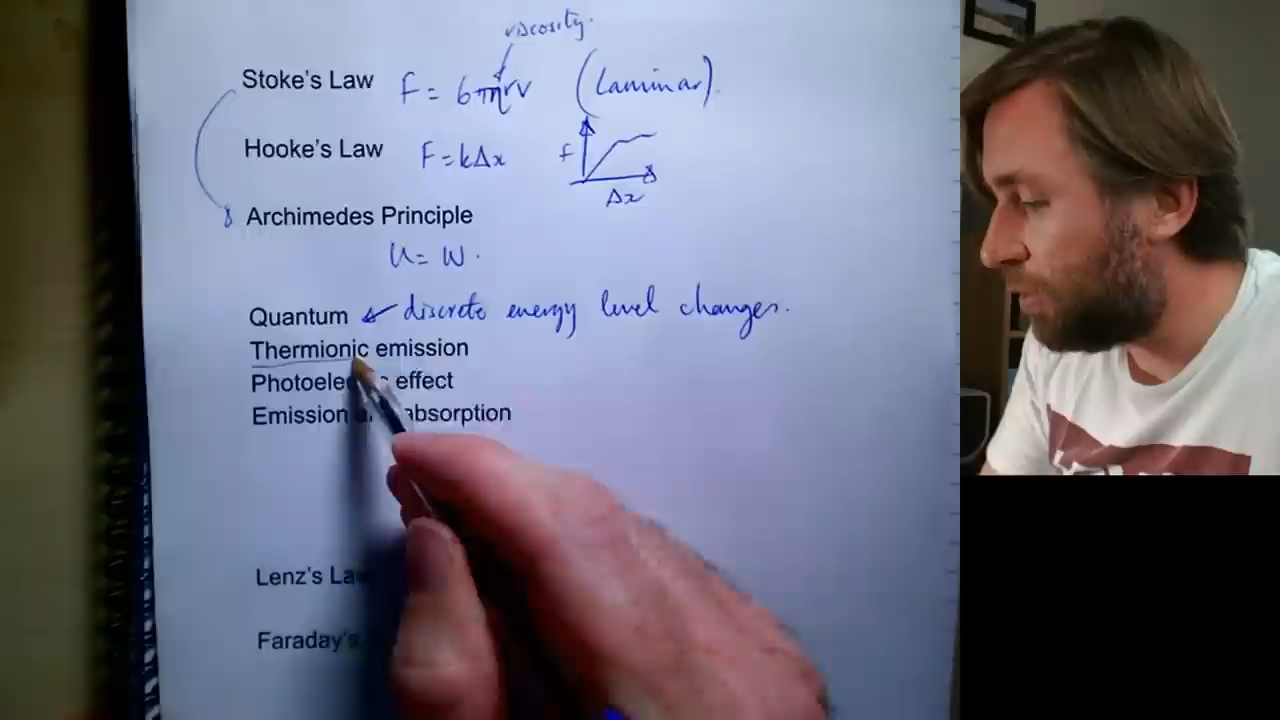 viscosity.
Stoke's Law F = 6πηrv (laminar).
Hooke's Law F = kΔx F
Δx
Archimedes Principle
U = W.
Quantum discrete energy level changes.
Thermionic emission
effect
Emission absorption
Lenz's
Faraday's